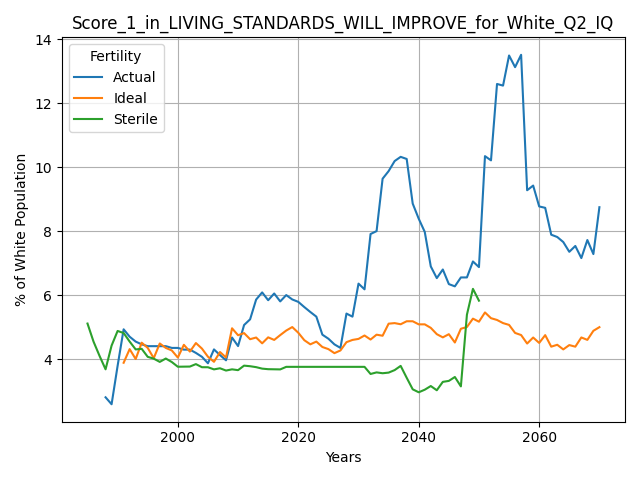 Score_1_in_LIVING_STANDARDS_WILL_IMPROVE_for_White_Q2_IQ
14
12
10
8
6
4
% of White Population
Fertility
Actual
Ideal
Sterile
2000
2020
2040
2060
Years